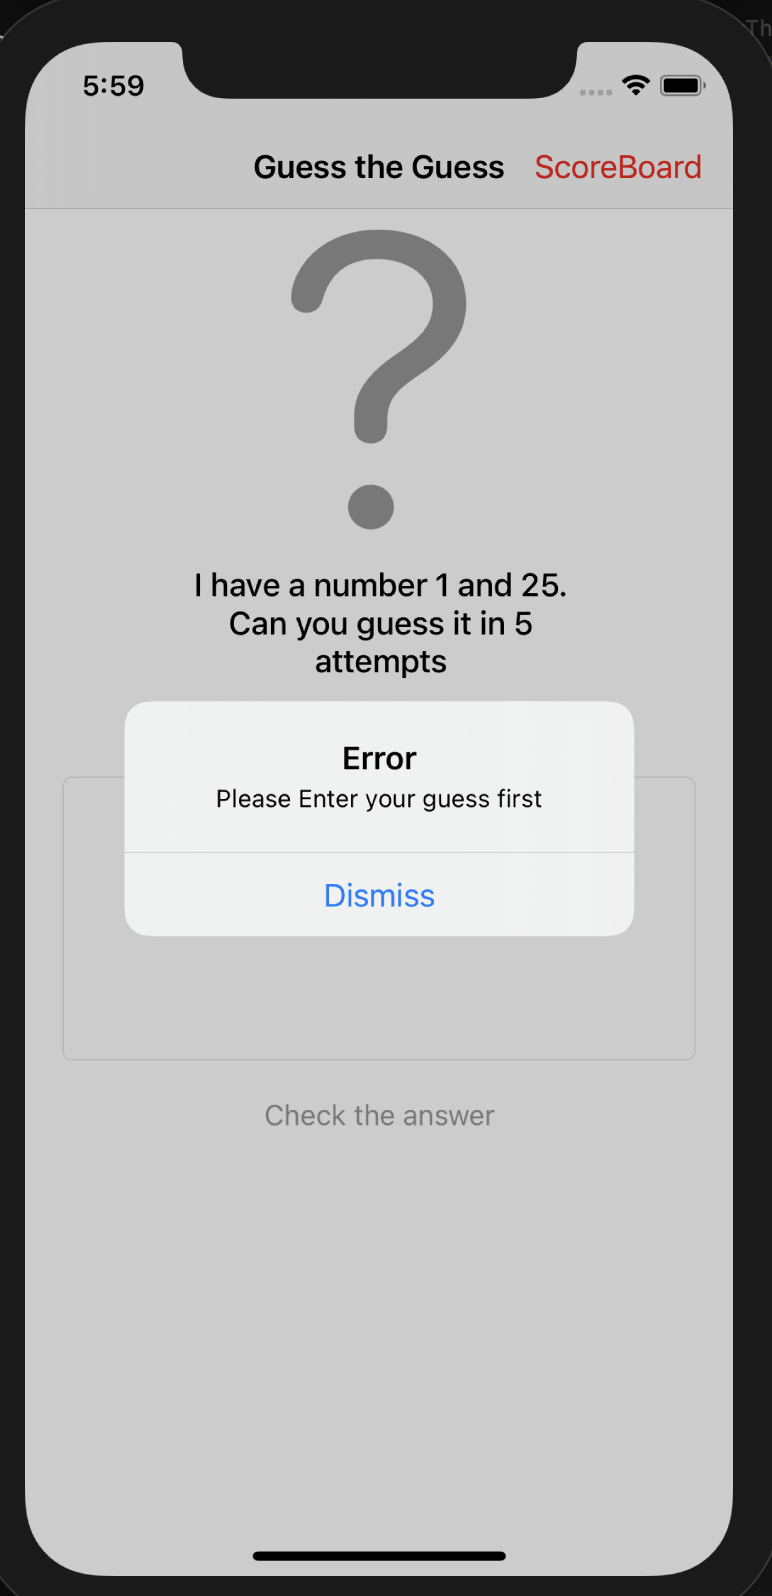 Th
5:59
Guess the Guess ScoreBoard
?
I have a number 1 and 25.
Can you guess it in 5
attempts
Error
Please Enter your guess first
Dismiss
Check the answer